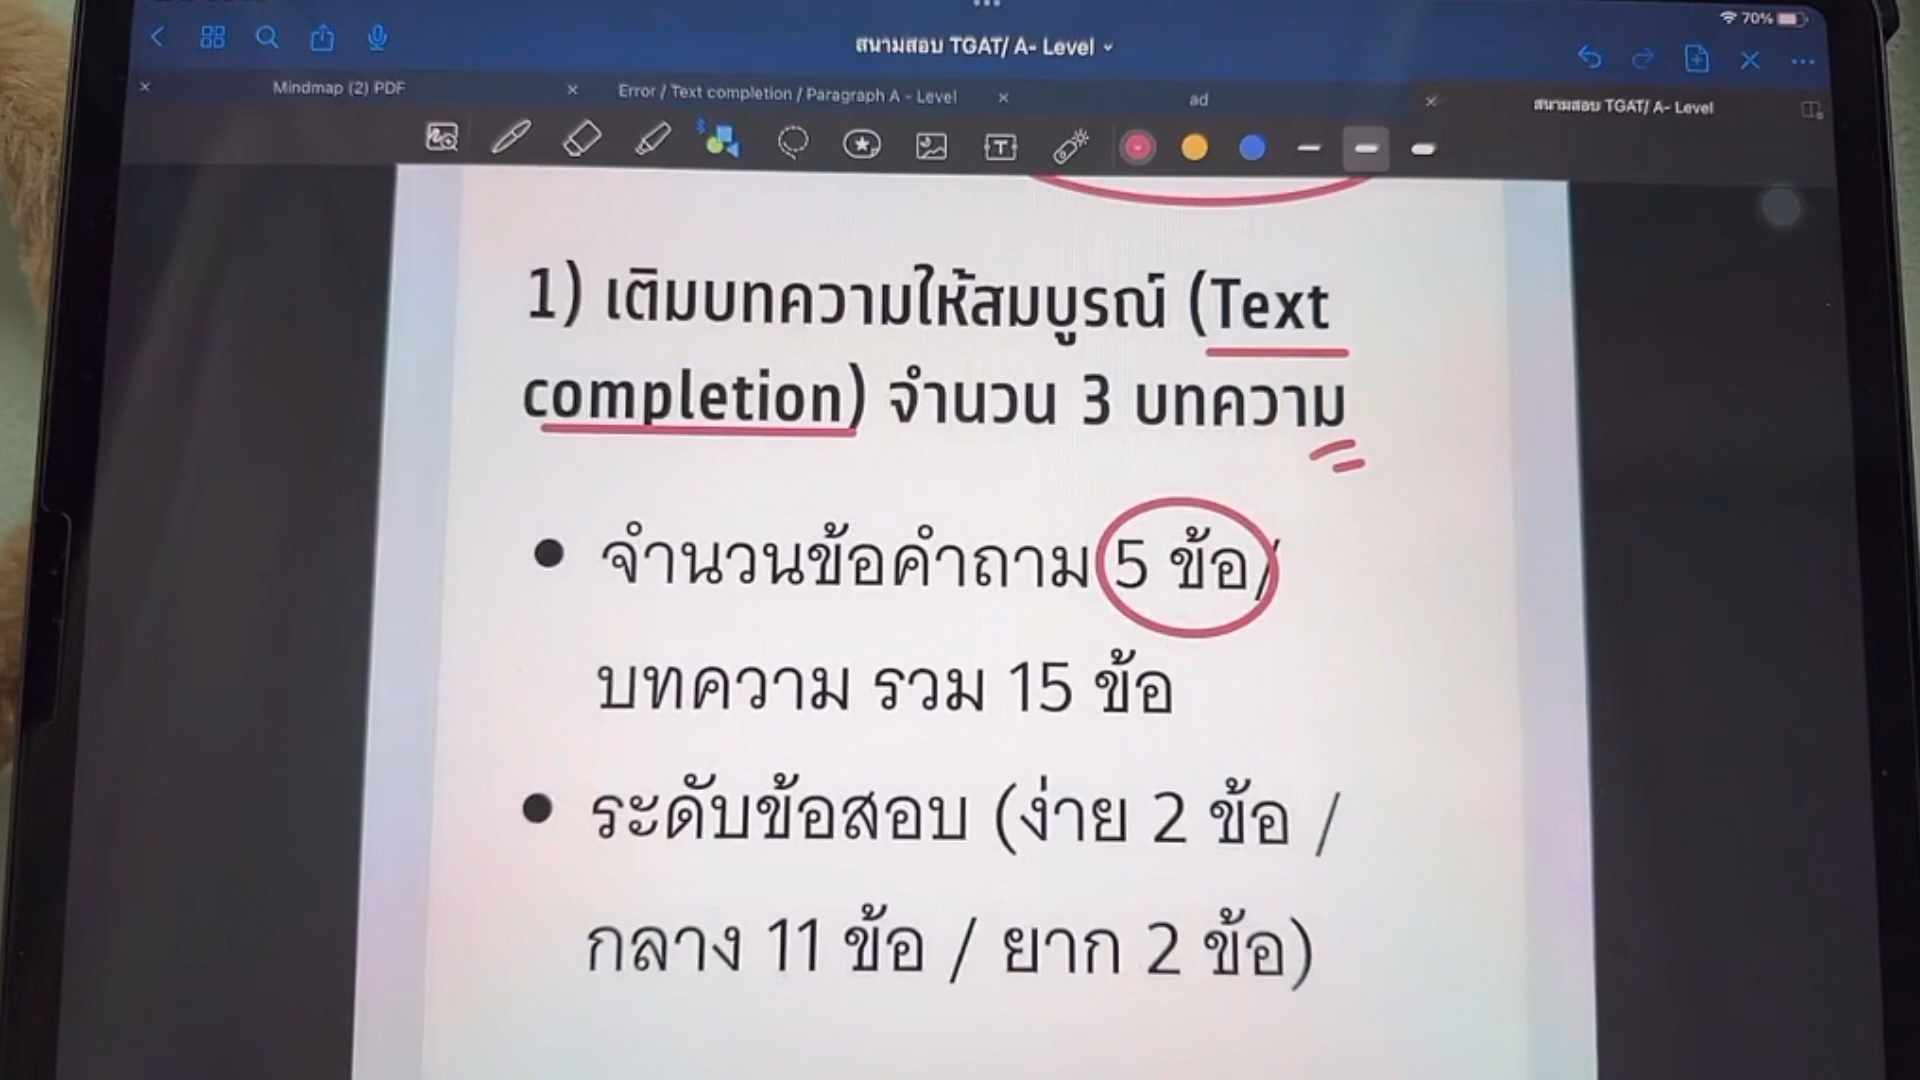 70%
สนามสอบ TGAT/ A- Level
Mindmap (2) PDF
Error / Text completion / Paragraph A - Level
ad
สนามสอบ TGAT/ A- Level
1) เติมบทความให้สมบูรณ์ (Text
completion) จำนวน 3 บทความ
• จำนวนข้อคำถาม 5 ข้อ/
บทความ รวม 15 ข้อ
• ระดับข้อสอบ (ง่าย 2 ข้อ /
กลาง 11 ข้อ / ยาก 2 ข้อ)